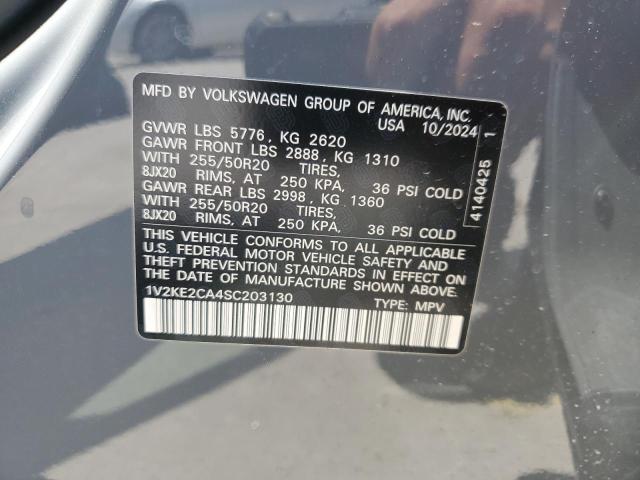 MFD BY VOLKSWAGEN GROUP OF AMERICA, INC.
USA 10/2024
GVWR LBS 5776, KG 2620
GAWR FRONT LBS 2888, KG 1310
WITH 255/50R20 TIRES,
8JX20 RIMS, AT 250 KPA, 36 PSI COLD
GAWR REAR LBS 2998, KG 1360
WITH 255/50R20 TIRES,
8JX20 RIMS, AT 250 KPA, 36 PSI COLD
THIS VEHICLE CONFORMS TO ALL APPLICABLE
U.S. FEDERAL MOTOR VEHICLE SAFETY AND
THEFT PREVENTION STANDARDS IN EFFECT ON
THE DATE OF MANUFACTURE SHOWN ABOVE.
1V2KE2CA4SC203130 TYPE: MPV
4140425 1